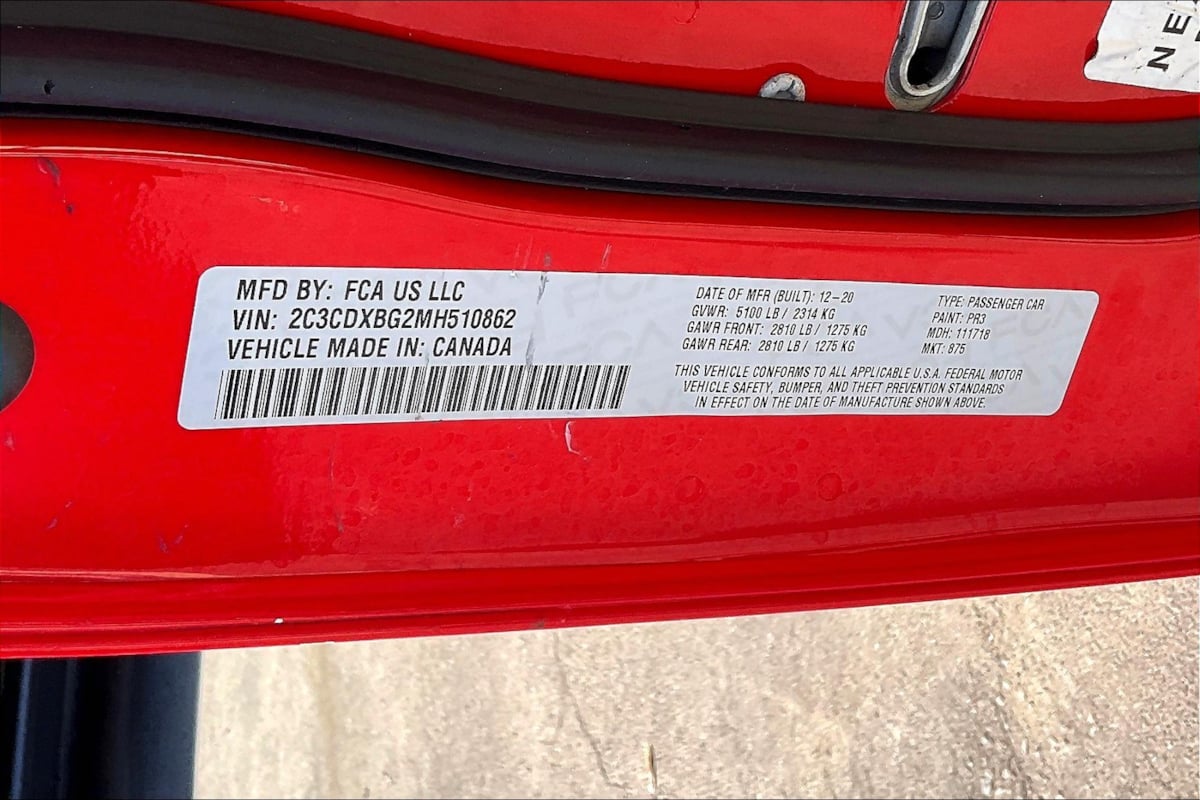 MFD BY: FCA US LLC
VIN: 2C3CDXBG2MH510862
VEHICLE MADE IN: CANADA
DATE OF MFR (BUILT): 12-20
GVWR: 5100 LB / 2314 KG
GAWR FRONT: 2810 LB / 1275 KG
GAWR REAR: 2810 LB / 1275 KG
TYPE: PASSENGER CAR
PAINT: PR3
MDH: 111718
MKT: 875
THIS VEHICLE CONFORMS TO ALL APPLICABLE U.S.A. FEDERAL MOTOR
VEHICLE SAFETY, BUMPER, AND THEFT PREVENTION STANDARDS
IN EFFECT ON THE DATE OF MANUFACTURE SHOWN ABOVE.